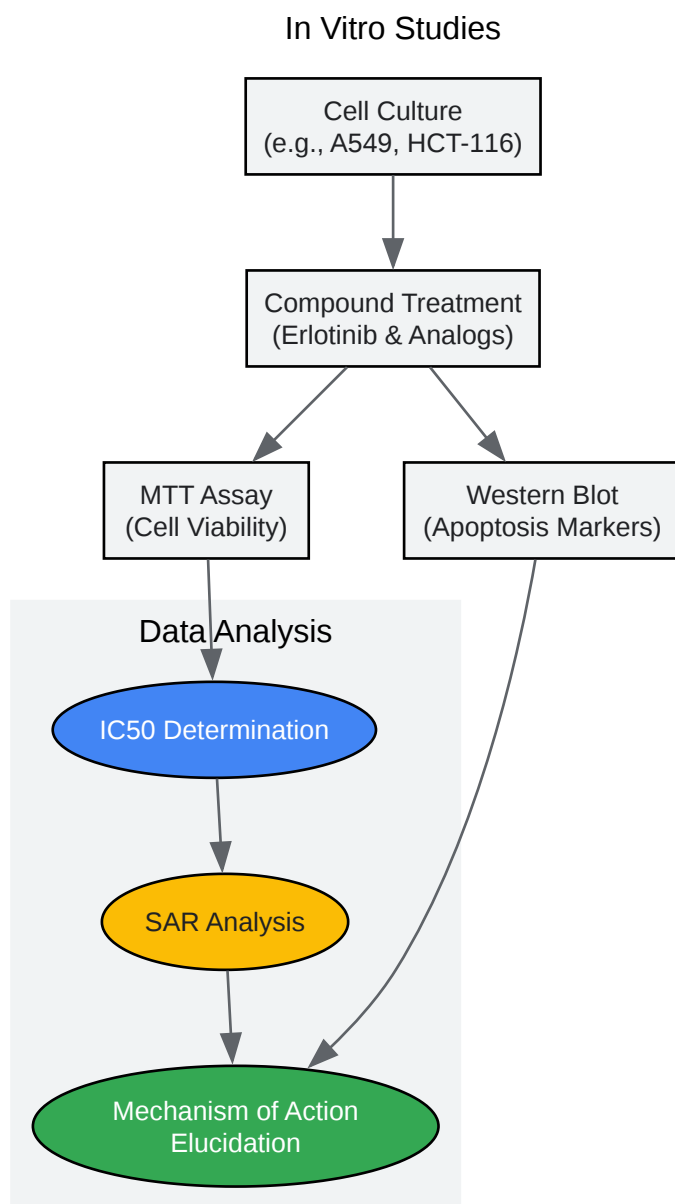 In Vitro Studies
Cell Culture
(e.g., A549, HCT-116)
Compound Treatment
(Erlotinib & Analogs)
MTT Assay
(Cell Viability)
Western Blot
(Apoptosis Markers)
Data Analysis
IC50 Determination
SAR Analysis
Mechanism of Action
Elucidation